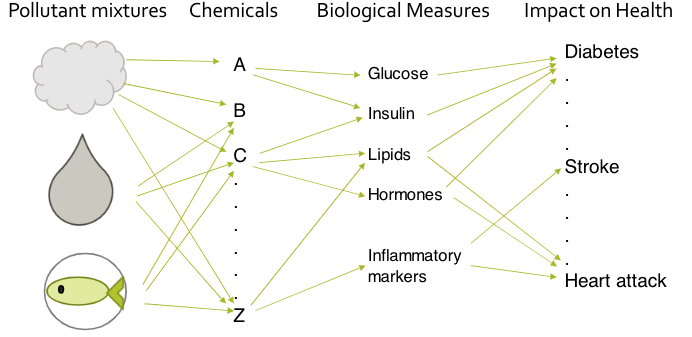 Pollutant mixtures Chemicals Biological Measures Impact on Health
A
B
C
.
.
.
.
.
.
Z
Glucose
Insulin
Lipids
Hormones
Inflammatory
markers
Diabetes
.
.
.
.
Stroke
.
.
.
.
Heart attack